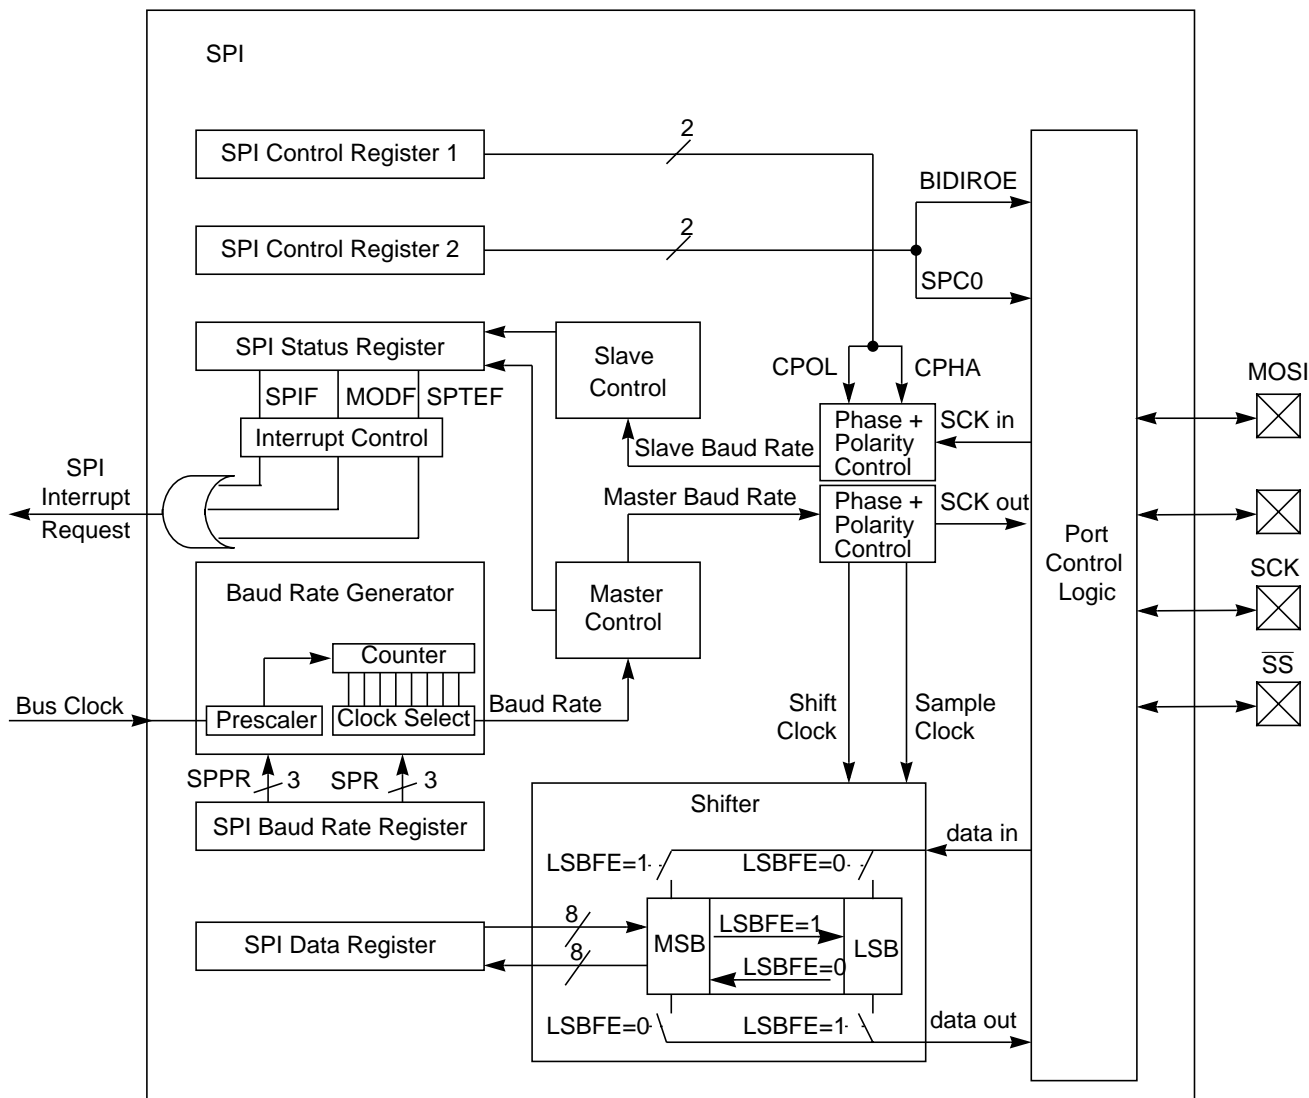 SPI
SPI Control Register 1
2
BIDIROE
SPI Control Register 2
2
SPC0
SPI Status Register
Slave
Control
CPOL
CPHA
MOSI
SPIF
MODF
SPTEF
Interrupt Control
Phase +
Polarity
Control
SCK in
Slave Baud Rate
SPI
Interrupt
Request
Master Baud Rate
Phase +
Polarity
Control
SCK out
Port
Control
Logic
SCK
Baud Rate Generator
Master
Control
Counter
SS
Bus Clock
Prescaler
Clock Select
Baud Rate
Shift
Clock
Sample
Clock
SPPR
3
SPR
3
SPI Baud Rate Register
Shifter
data in
LSBFE=1
LSBFE=0
8
SPI Data Register
8
MSB
LSBFE=1
LSBFE=0
LSB
LSBFE=0
LSBFE=1
data out